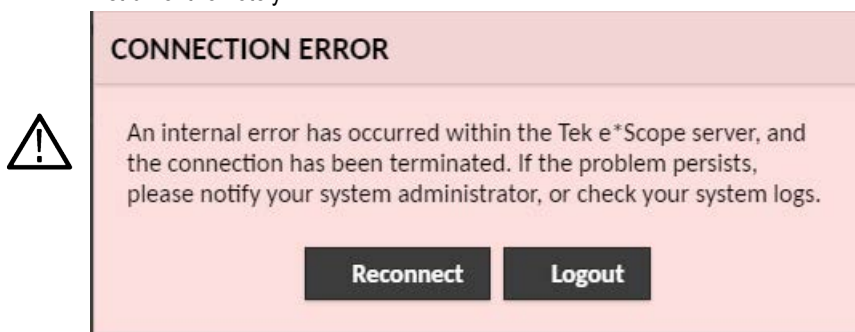 CONNECTION ERROR
An internal error has occurred within the Tek e*Scope server, and
the connection has been terminated. If the problem persists,
please notify your system administrator, or check your system logs.
Reconnect
Logout